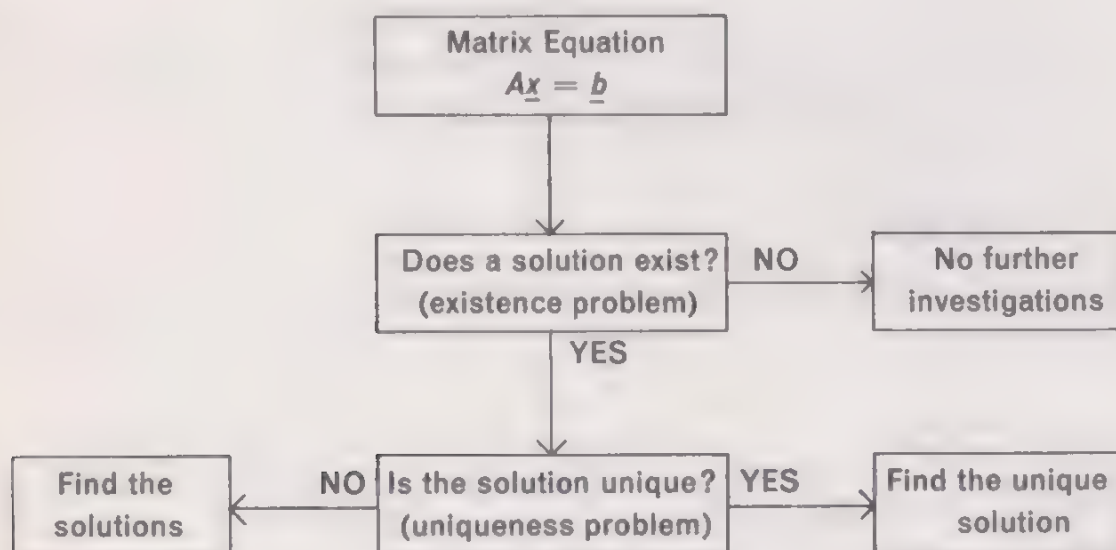 Matrix Equation
Ax = b
Does a solution exist?
(existence problem)
NO
No further
investigations
YES
Find the
solutions
NO
Is the solution unique?
(uniqueness problem)
YES
Find the unique
solution